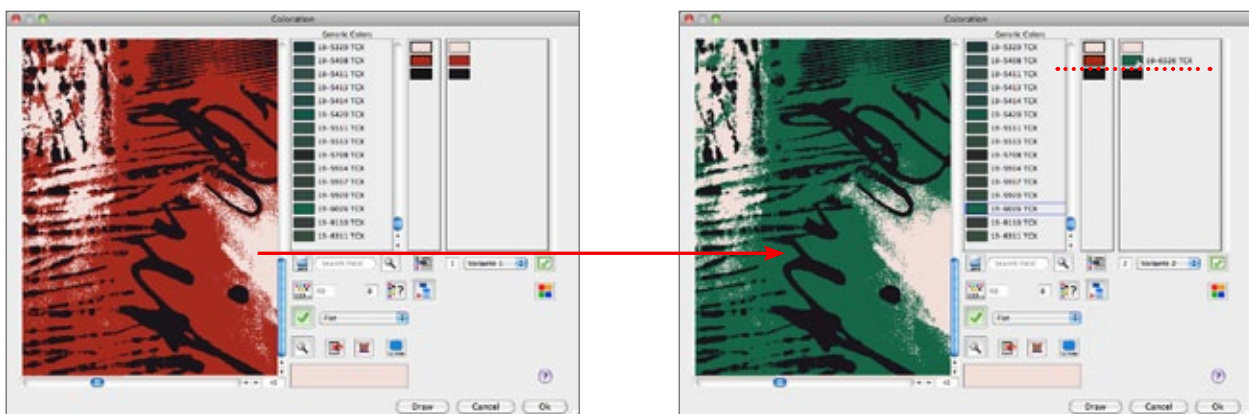 Coloration
Generic Colors
19-5320 TCX
19-5408 TCX
19-5411 TCX
19-5413 TCX
19-5414 TCX
19-5420 TCX
19-5511 TCX
19-5513 TCX
19-5708 TCX
19-5914 TCX
19-5917 TCX
19-5920 TCX
19-6026 TCX
19-6110 TCX
19-6311 TCX
Search Field
1
Variante 1
40
Flat
Draw
Cancel
Ok
Coloration
Generic Colors
19-5320 TCX
19-5408 TCX
19-5411 TCX
19-5413 TCX
19-5414 TCX
19-5420 TCX
19-5511 TCX
19-5513 TCX
19-5708 TCX
19-5914 TCX
19-5917 TCX
19-5920 TCX
19-6026 TCX
19-6110 TCX
19-6311 TCX
Search Field
2
Variante 2
40
Flat
Draw
Cancel
Ok